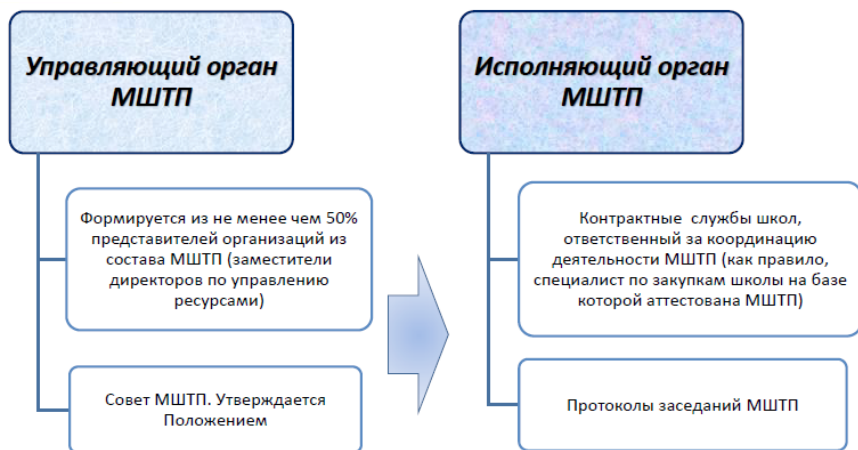 Управляющий орган
МШТП
Формируется из не менее чем 50%
представителей организаций из
состава МШТП (заместители
директоров по управлению
ресурсами)
Совет МШТП. Утверждается
Положением
Исполняющий орган
МШТП
Контрактные службы школ,
ответственный за координацию
деятельности МШТП (как правило,
специалист по закупкам школы на базе
которой аттестована МШТП)
Протоколы заседаний МШТП